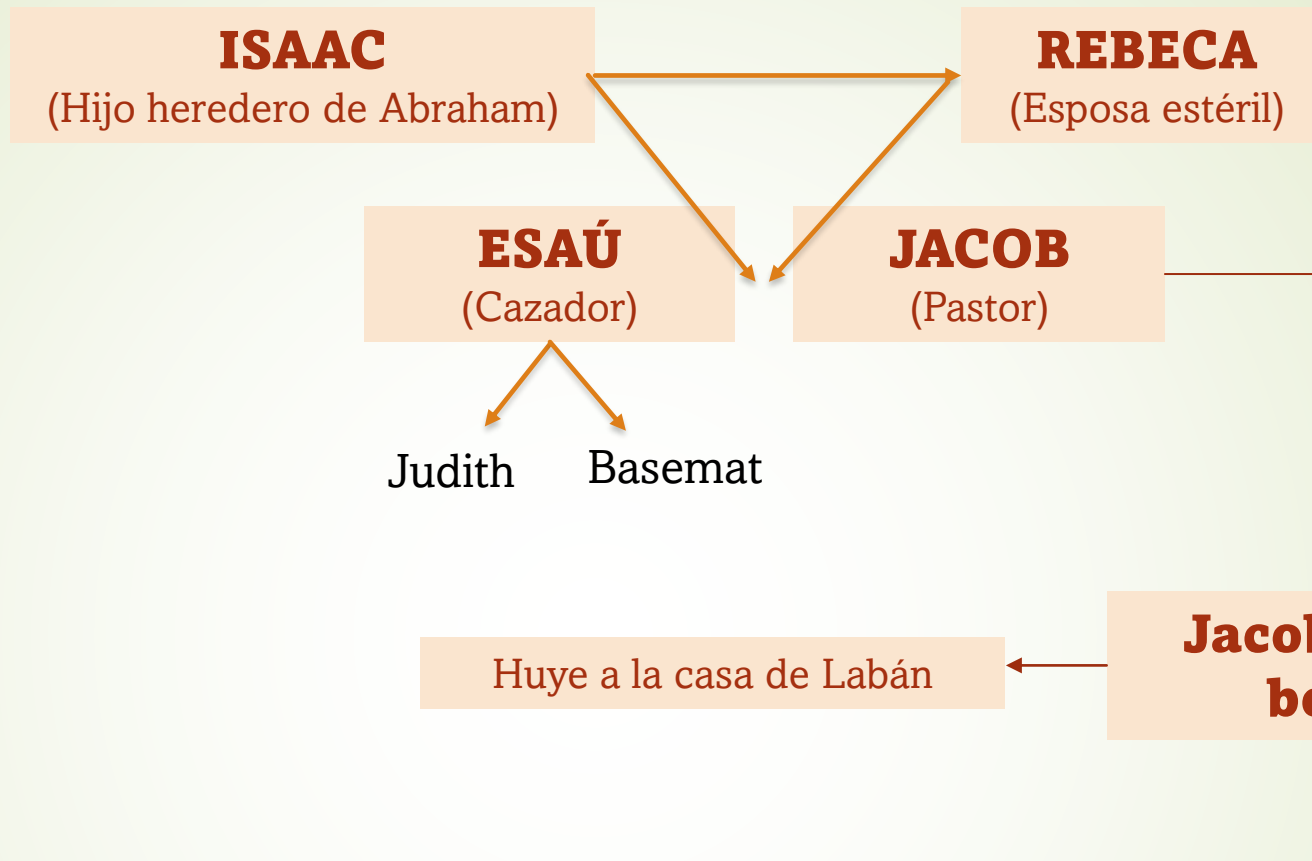 ISAAC
(Hijo heredero de Abraham)
REBECA
(Esposa estéril)
ESAÚ
(Cazador)
JACOB
(Pastor)
Judith
Basemat
Huye a la casa de Labán